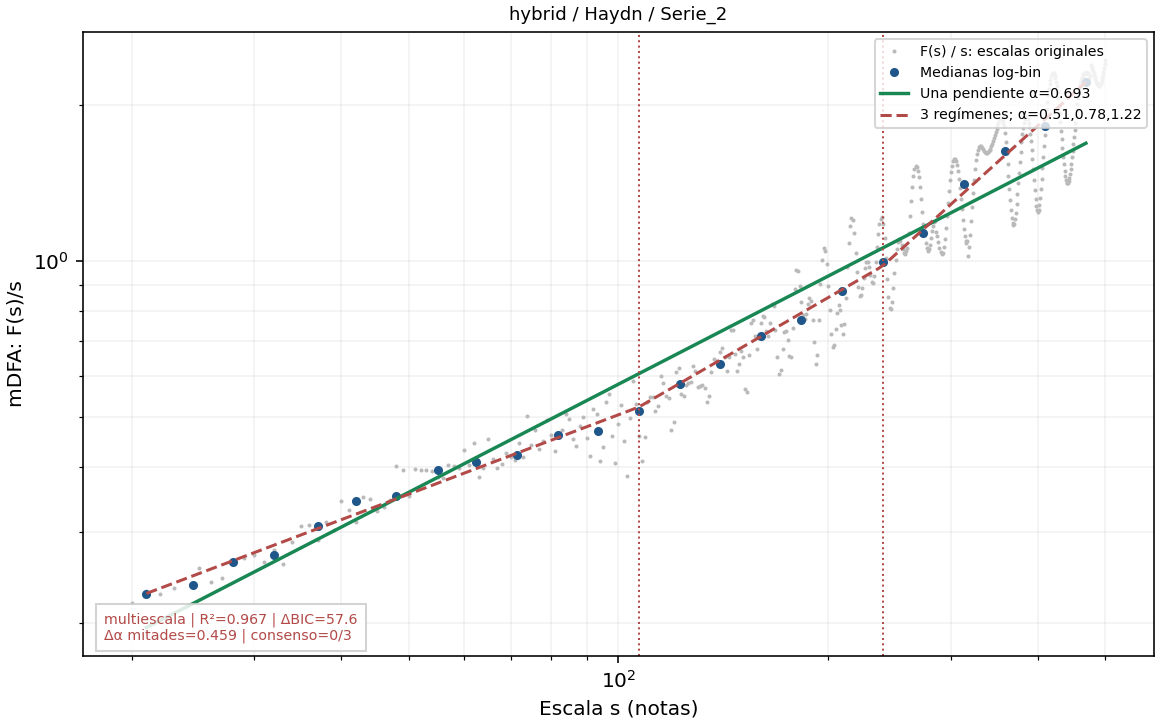 hybrid / Haydn / Serie_2
F(s) / s: escalas originales
Medianas log-bin
Una pendiente α=0.693
3 regímenes; α=0.51,0.78,1.22
mDFA: F(s)/s
10⁰
multiescala | R²=0.967 | ΔBIC=57.6
Δα mitades=0.459 | consenso=0/3
10²
Escala s (notas)